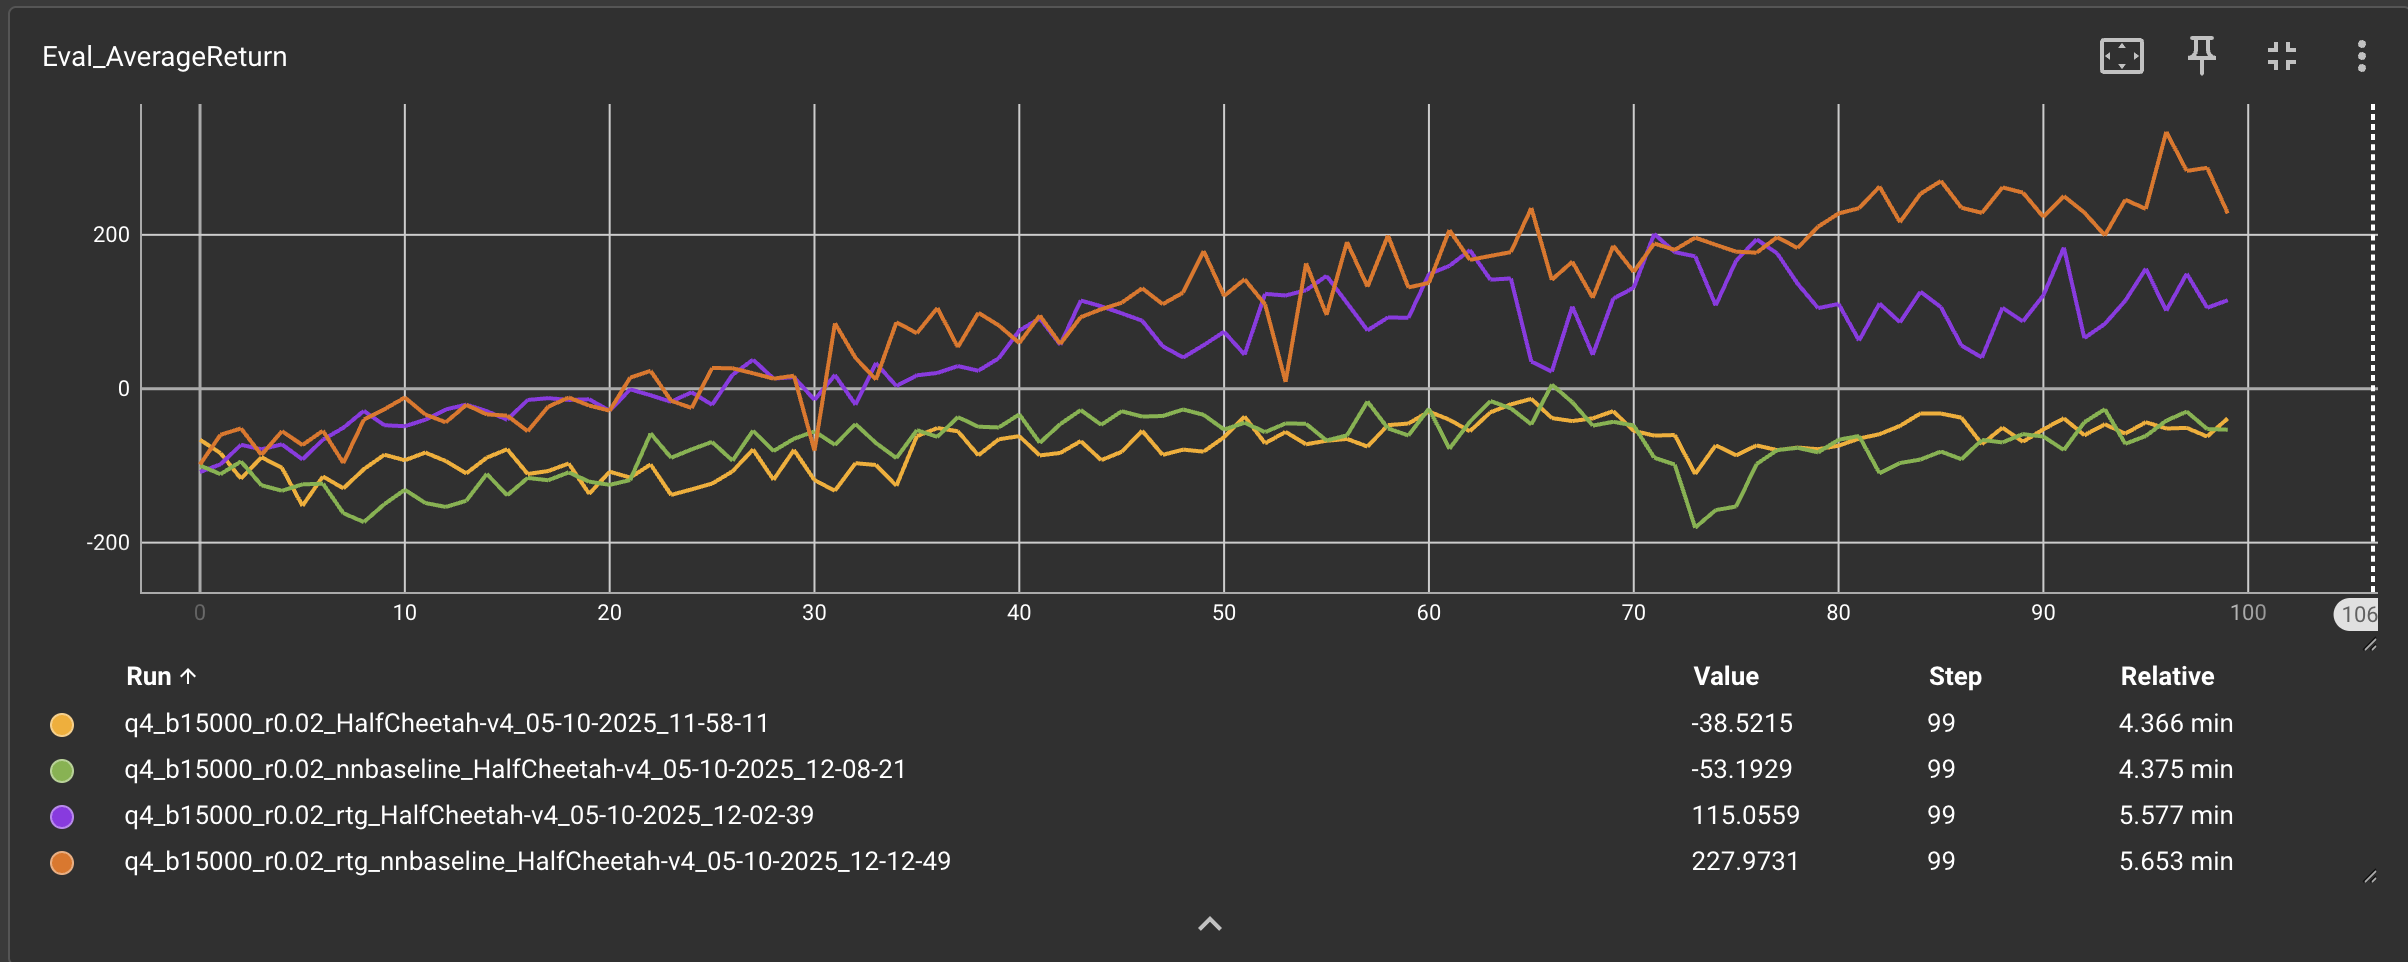 Eval_AverageReturn
200
0
-200
0 10 20 30 40 50 60 70 80 90 100 106
Run ↑ Value Step Relative
q4_b15000_r0.02_HalfCheetah-v4_05-10-2025_11-58-11 -38.5215 99 4.366 min
q4_b15000_r0.02_nnbaseline_HalfCheetah-v4_05-10-2025_12-08-21 -53.1929 99 4.375 min
q4_b15000_r0.02_rtg_HalfCheetah-v4_05-10-2025_12-02-39 115.0559 99 5.577 min
q4_b15000_r0.02_rtg_nnbaseline_HalfCheetah-v4_05-10-2025_12-12-49 227.9731 99 5.653 min